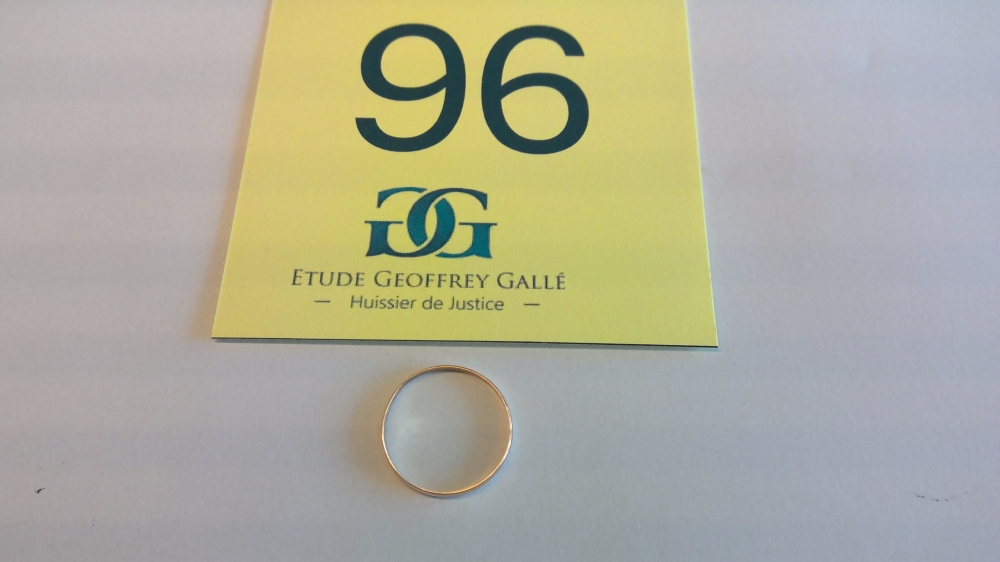 96
GG
ETUDE GEOFFREY GALLÉ
— Huissier de Justice —